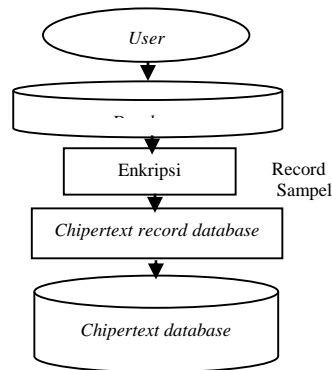 User
Enkripsi
Record
Sampel
Chipertext record database
Chipertext database